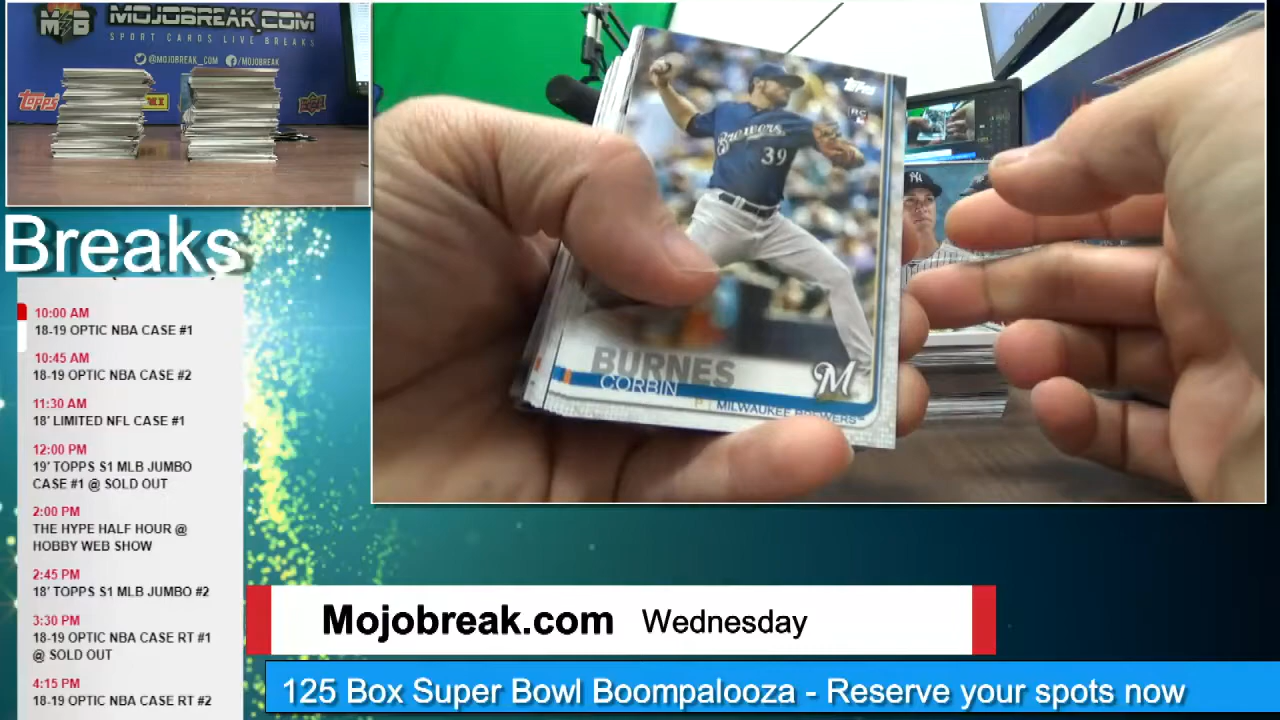 MB
MOJOBREAK.COM
SPORT CARDS LIVE BREAKS
@MOJOBREAK_COM
/MOJOBREAK
Topps
Breaks
10:00 AM
18-19 OPTIC NBA CASE #1
10:45 AM
18-19 OPTIC NBA CASE #2
11:30 AM
18' LIMITED NFL CASE #1
12:00 PM
19' TOPPS S1 MLB JUMBO
CASE #1 @ SOLD OUT
2:00 PM
THE HYPE HALF HOUR @
HOBBY WEB SHOW
2:45 PM
18' TOPPS S1 MLB JUMBO #2
3:30 PM
18-19 OPTIC NBA CASE RT #1
@ SOLD OUT
4:15 PM
18-19 OPTIC NBA CASE RT #2
Topps
RC
Brewers
39
BURNES
CORBIN
M
P | MILWAUKEE BREWERS
Mojobreak.com Wednesday
125 Box Super Bowl Boompalooza - Reserve your spots now